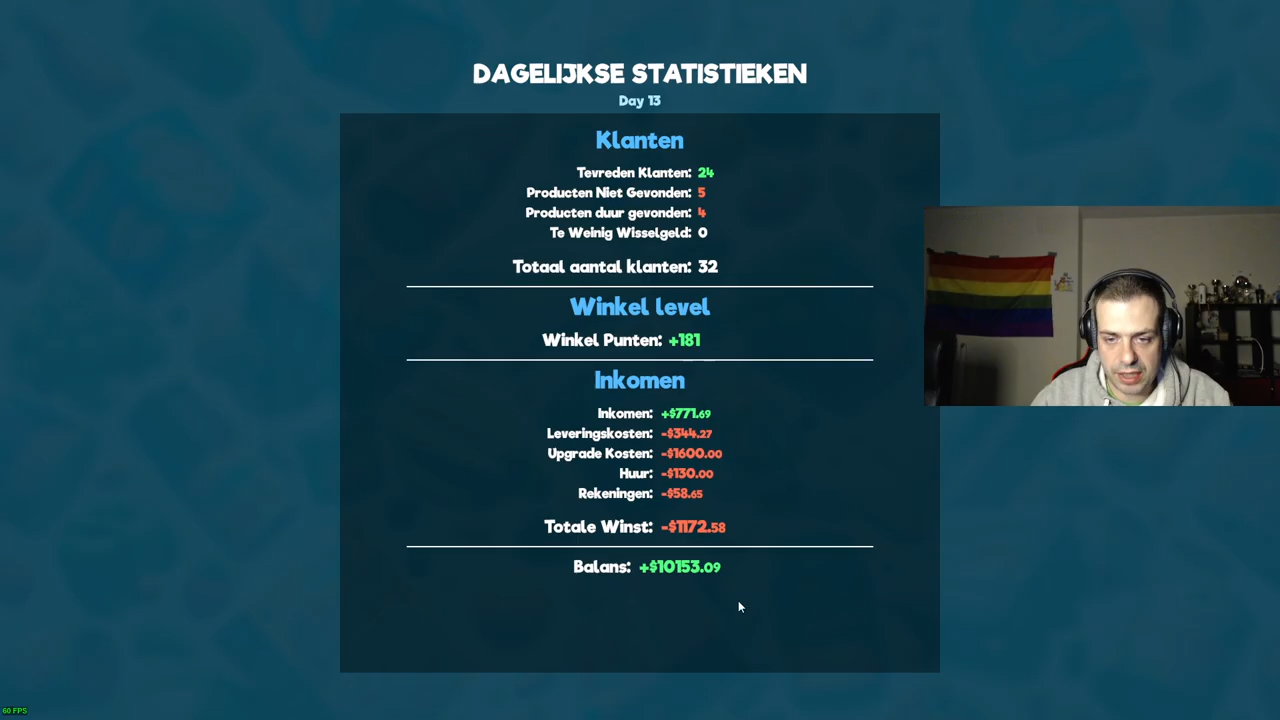 DAGELIJKSE STATISTIEKEN
Day 13
Klanten
Tevreden Klanten: 24
Producten Niet Gevonden: 5
Producten duur gevonden: 4
Te Weinig Wisselgeld: 0
Totaal aantal klanten: 32
Winkel level
Winkel Punten: +181
Inkomen
Inkomen: +$771.69
Leveringskosten: -$344.27
Upgrade Kosten: -$1600.00
Huur: -$130.00
Rekeningen: -$58.65
Totale Winst: -$1172.58
Balans: +$10153.09
60 FPS